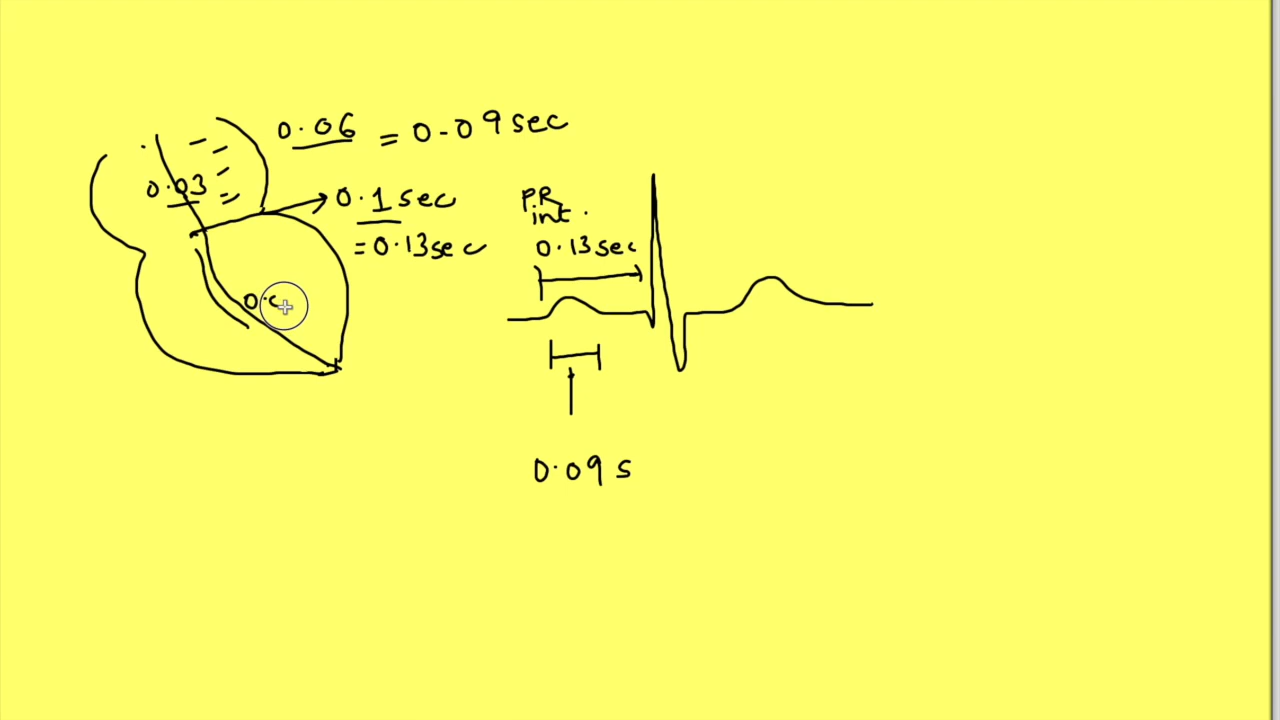 0.06 = 0.09 sec
0.03
0.1 sec
= 0.13 sec
P.R
int.
0.13 sec
0.09 s